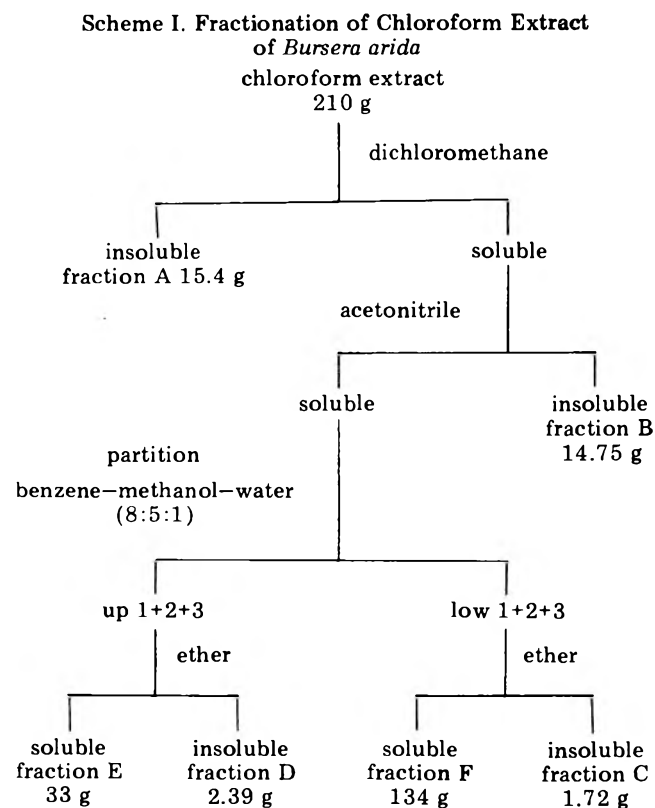 Scheme I. Fractionation of Chloroform Extract
of Bursera arida
chloroform extract
210 g
dichloromethane
insoluble
fraction A 15.4 g
soluble
acetonitrile
soluble
insoluble
fraction B
14.75 g
partition
benzene–methanol–water
(8:5:1)
up 1+2+3
low 1+2+3
ether
ether
soluble
fraction E
33 g
insoluble
fraction D
2.39 g
soluble
fraction F
134 g
insoluble
fraction C
1.72 g